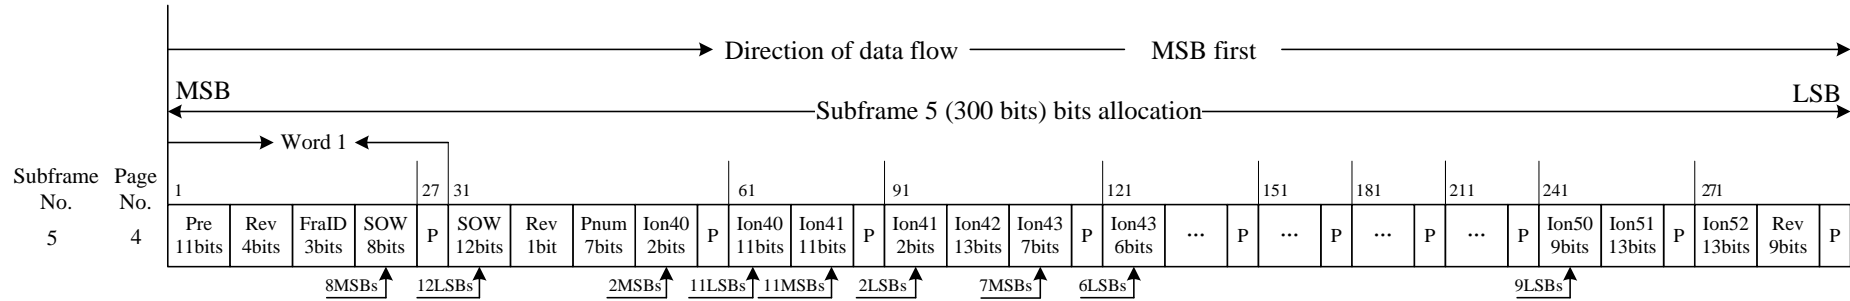 Direction of data flow MSB first
MSB LSB
Subframe 5 (300 bits) bits allocation
Word 1
Subframe No. Page No.
1 27 31 61 91 121 151 181 211 241 271
5 4
Pre 11bits
Rev 4bits
FraID 3bits
SOW 8bits
P
SOW 12bits
Rev 1bit
Pnum 7bits
Ion40 2bits
P
Ion40 11bits
Ion41 11bits
P
Ion41 2bits
Ion42 13bits
Ion43 7bits
P
Ion43 6bits
...
P
...
P
...
P
...
P
Ion50 9bits
Ion51 13bits
P
Ion52 13bits
Rev 9bits
P
8MSBs 12LSBs 2MSBs 11LSBs 11MSBs 2LSBs 7MSBs 6LSBs 9LSBs